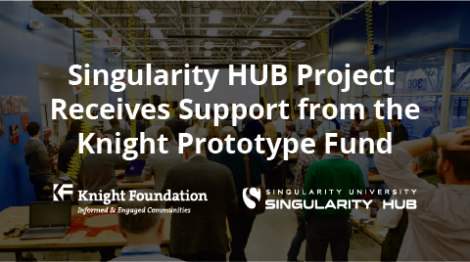 Singularity HUB Project
Receives Support from the
Knight Prototype Fund
KF Knight Foundation
Informed & Engaged Communities
SINGULARITY UNIVERSITY
SINGULARITY HUB